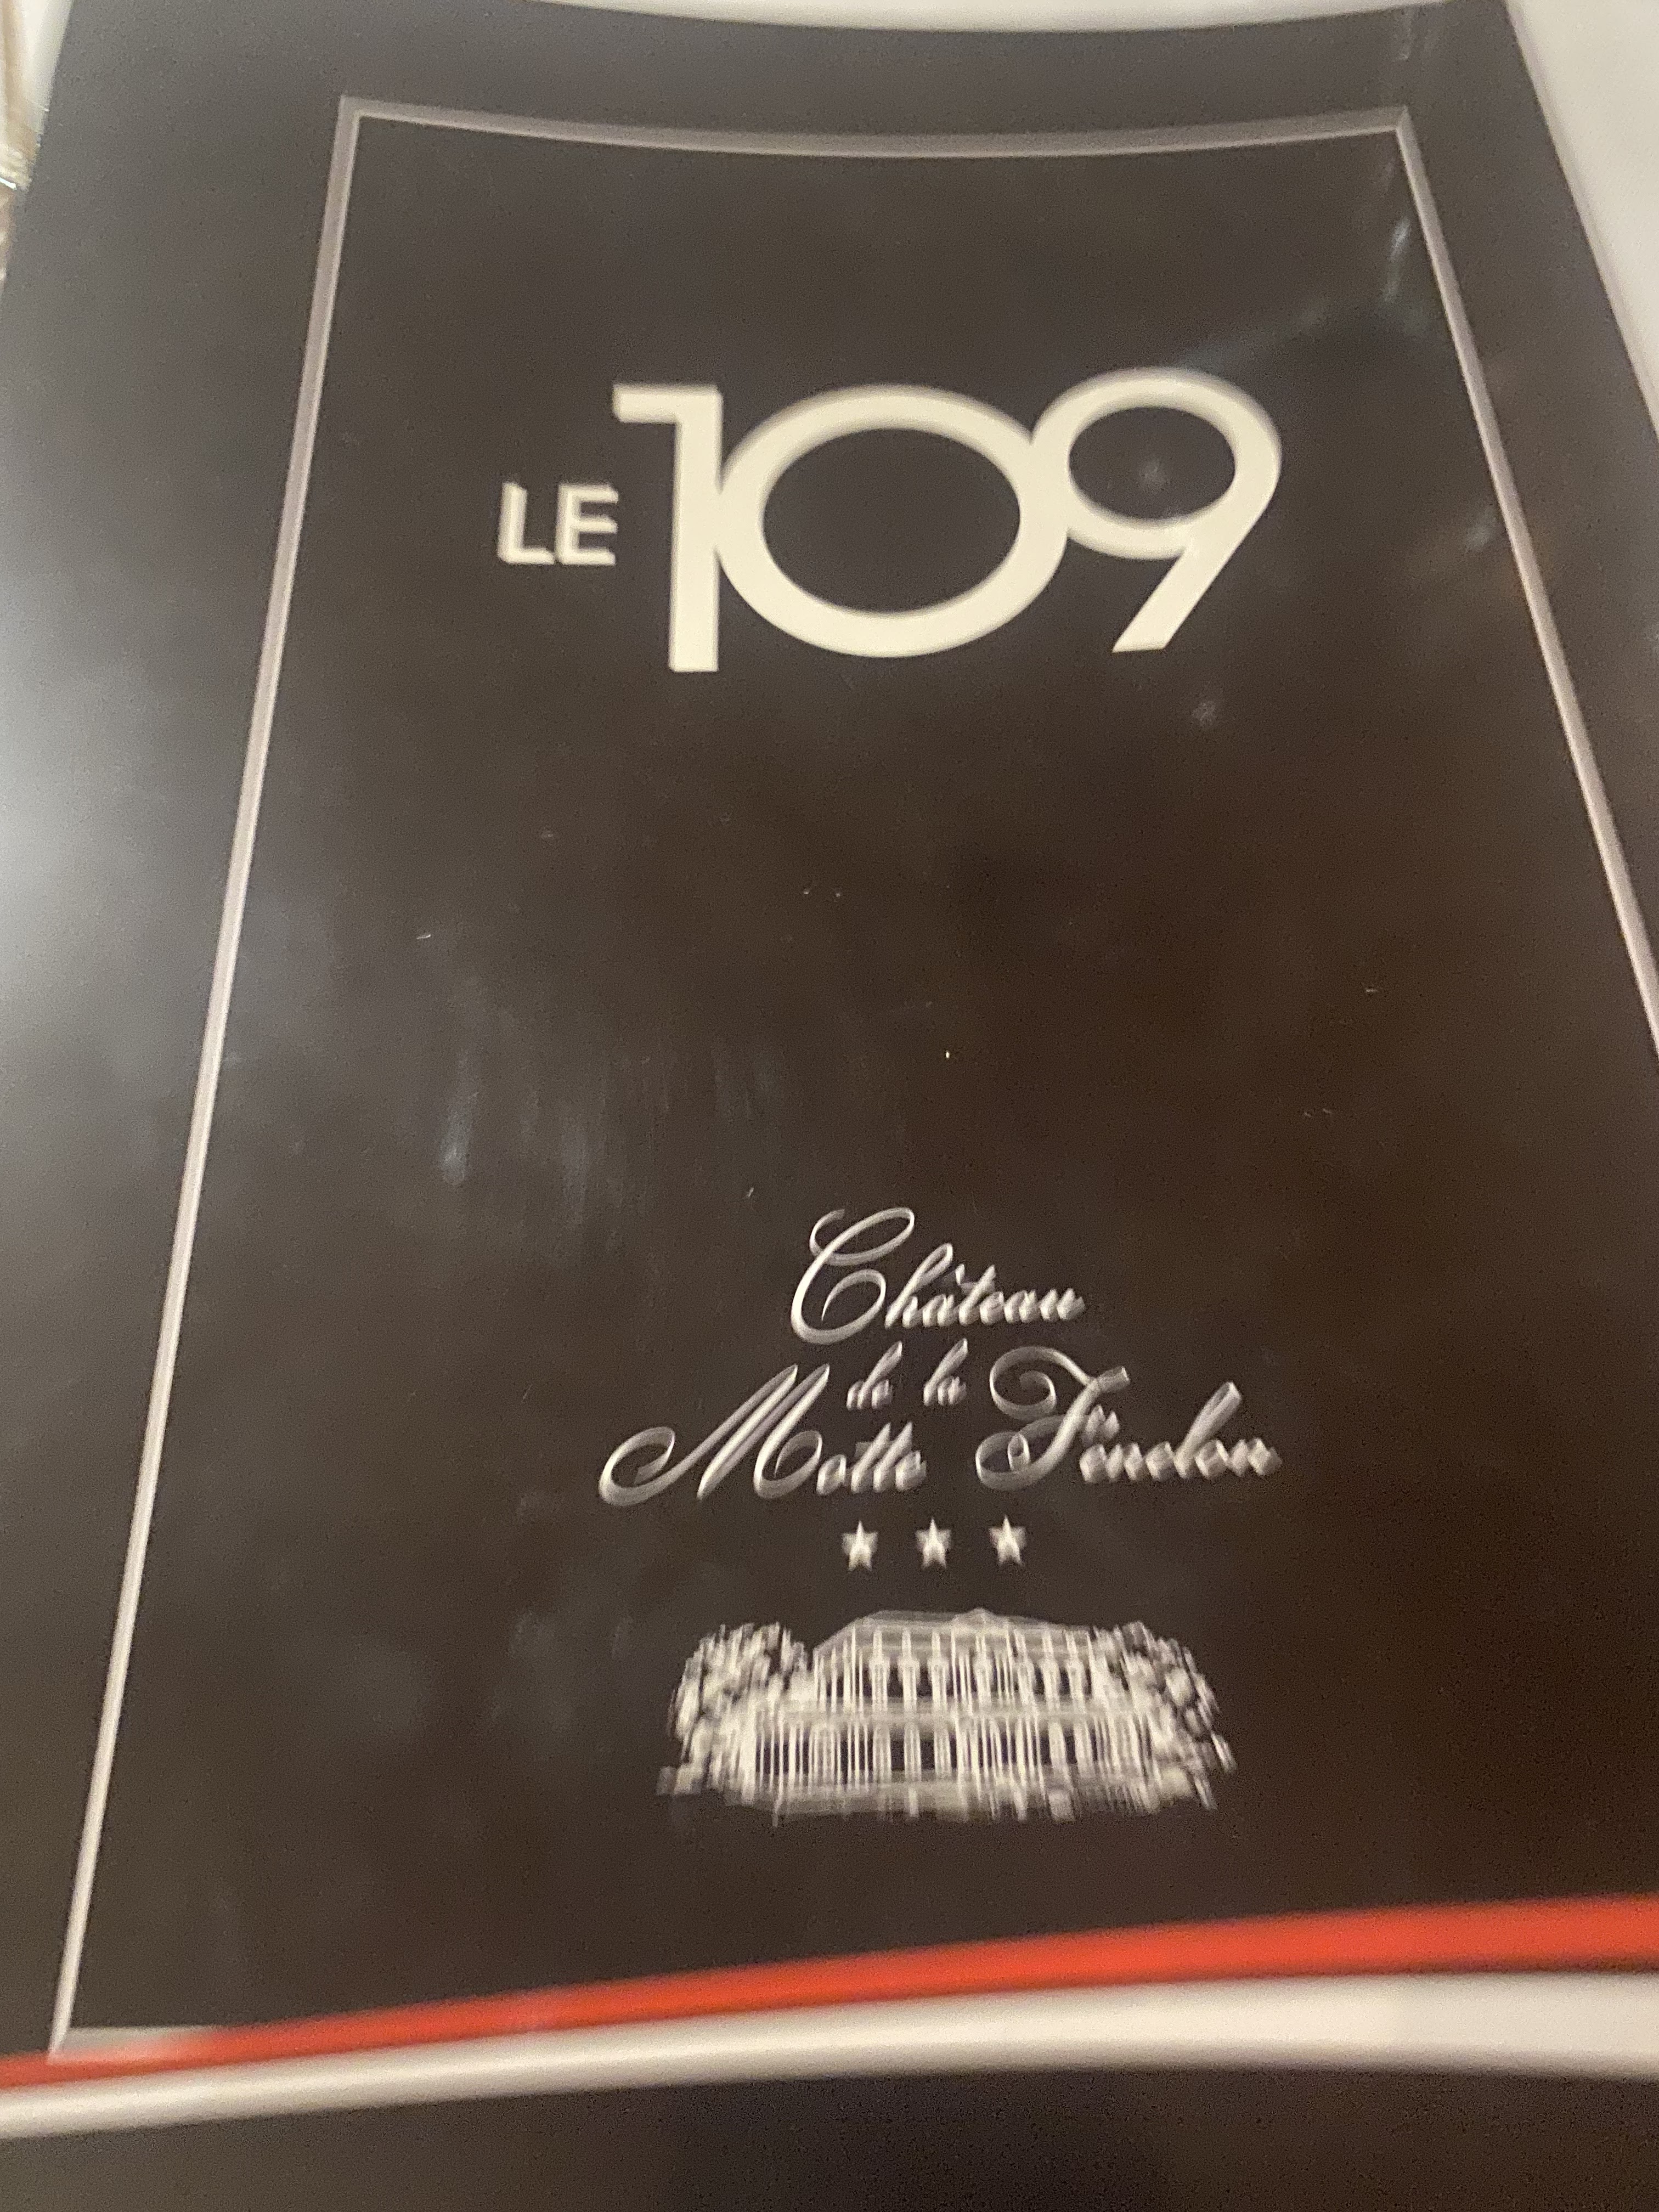 LE 109
Château
de la
Motte Fénelon